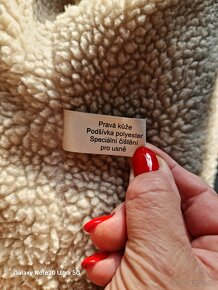 Pravá kůže
Podšívka polyester
Speciální čištění
pro usně
Galaxy Note20 Ultra 5G